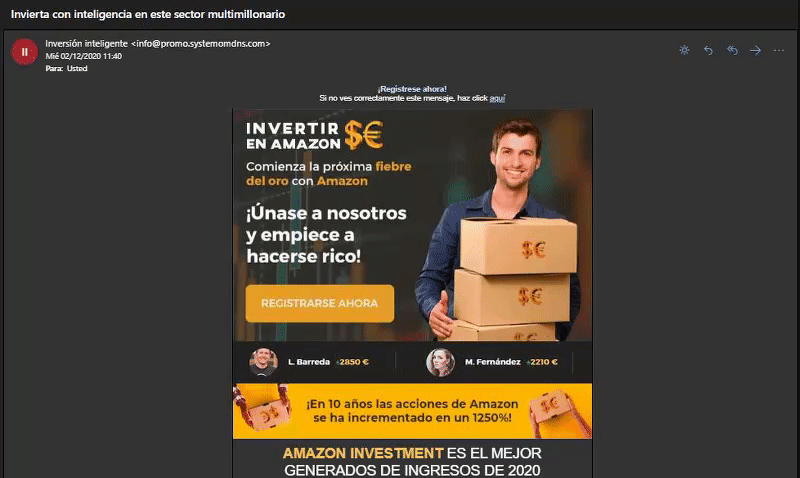 Invierta con inteligencia en este sector multimillonario
II
Inversión inteligente <info@promo.systemomdns.com>
Mié 02/12/2020 11:40
Para: Usted
¡Registrese ahora!
Si no ves correctamente este mensaje, haz click aquí
INVERTIR
EN AMAZON $€
Comienza la próxima fiebre
del oro con Amazon
¡Únase a nosotros
y empiece a
hacerse rico!
REGISTRARSE AHORA
$€
$€
$€
L. Barreda +2850 €
M. Fernández +2210 €
¡En 10 años las acciones de Amazon
se ha incrementado en un 1250%!
AMAZON INVESTMENT ES EL MEJOR
GENERADOS DE INGRESOS DE 2020